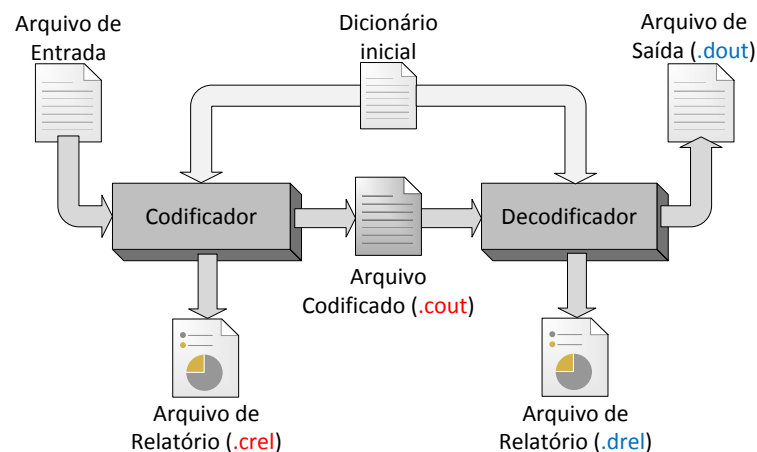 Arquivo de
Entrada
Dicionário
inicial
Arquivo de
Saída (.dout)
Codificador
Decodificador
Arquivo
Codificado (.cout)
Arquivo de
Relatório (.crel)
Arquivo de
Relatório (.drel)